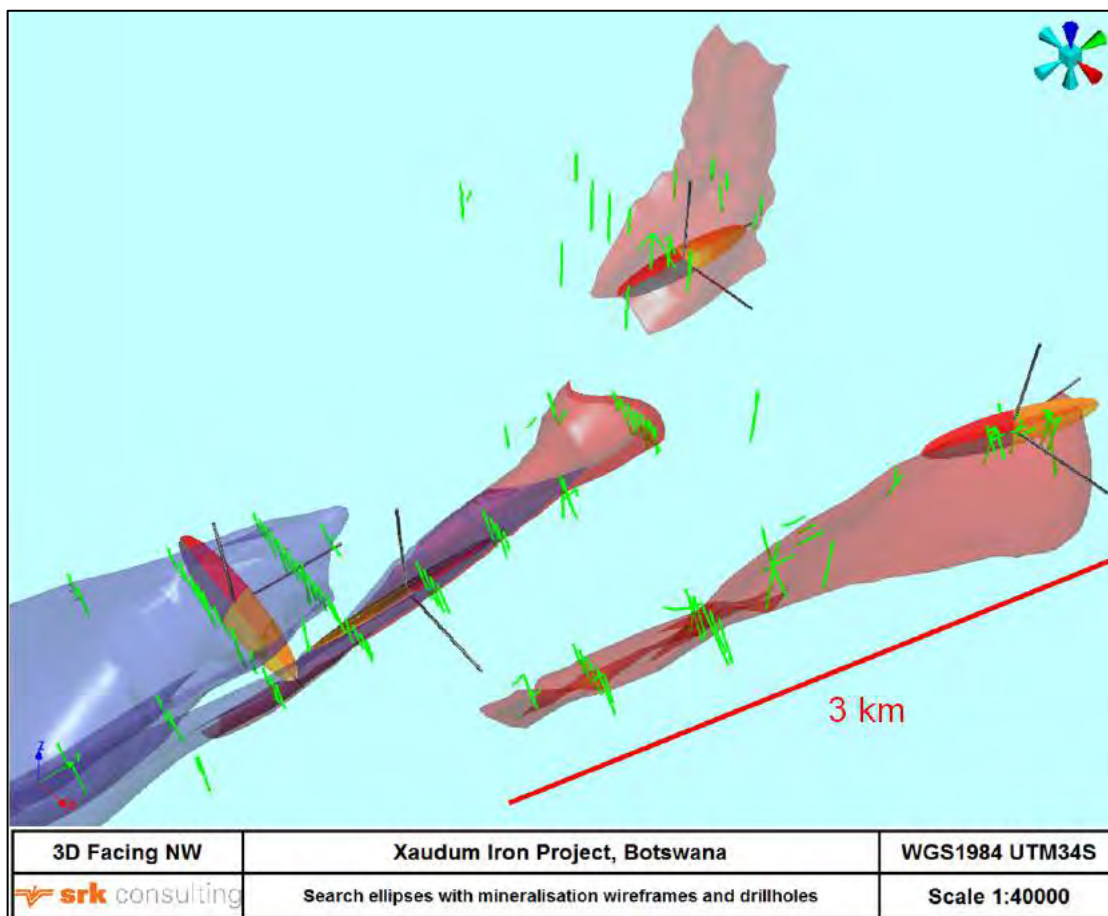 Z
3 km
3D Facing NW
Xaudum Iron Project, Botswana
WGS1984 UTM34S
srk consulting
Search ellipses with mineralisation wireframes and drillholes
Scale 1:40000